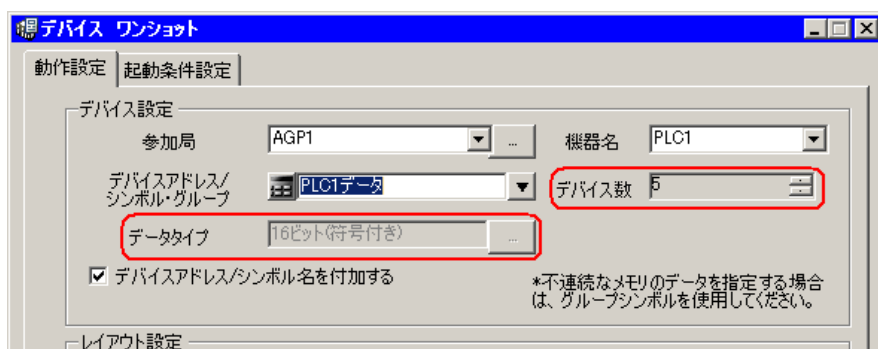 デバイス ワンショット
動作設定 起動条件設定
デバイス設定
参加局 AGP1 ... 機器名 PLC1
デバイスアドレス/
シンボル・グループ PLC1データ デバイス数 5
データタイプ 16ビット(符号付き) ...
デバイスアドレス/シンボル名を付加する
*不連続なメモリのデータを指定する場合
は、グループシンボルを使用してください。
レイアウト設定